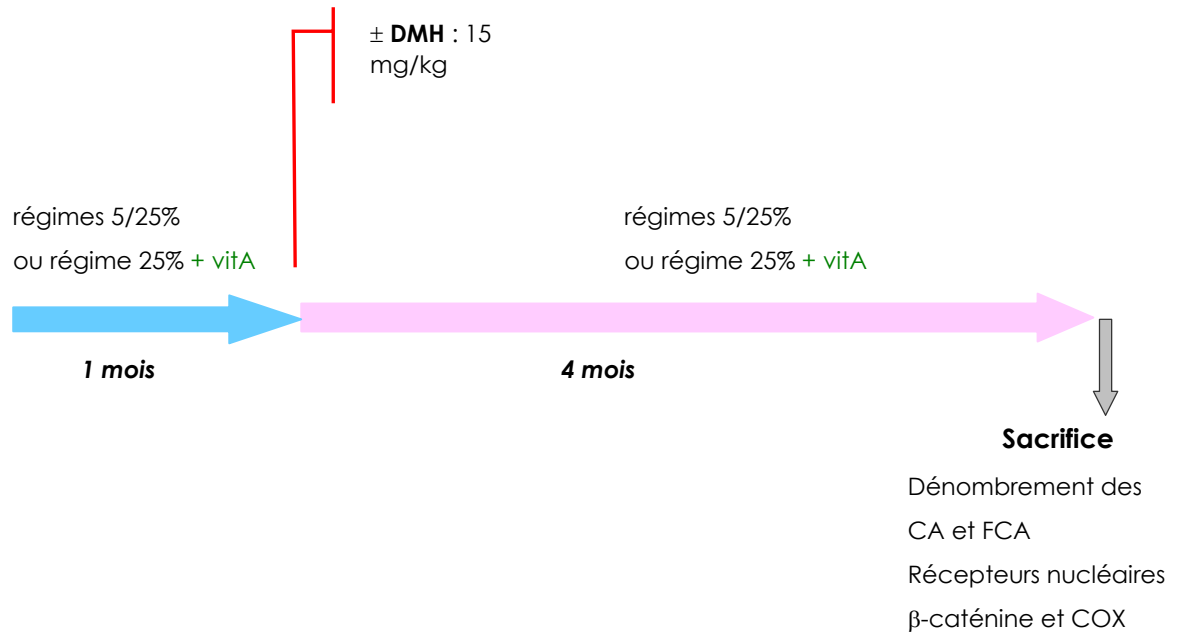 ± DMH : 15
mg/kg
régimes 5/25%
ou régime 25% + vitA
régimes 5/25%
ou régime 25% + vitA
1 mois
4 mois
Sacrifice
Dénombrement des
CA et FCA
Récepteurs nucléaires
β-caténine et COX